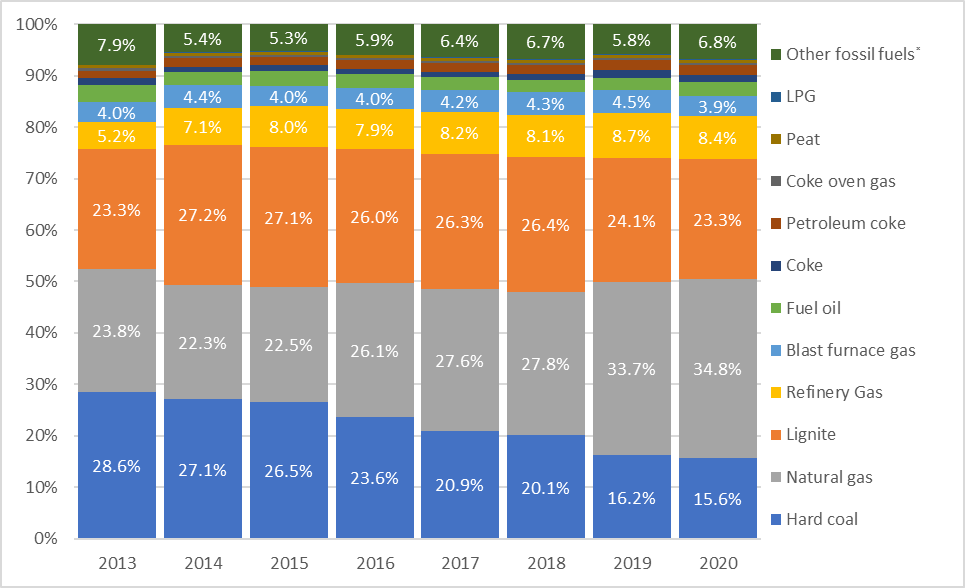 100%
90%
80%
70%
60%
50%
40%
30%
20%
10%
0%
7.9% 5.4% 5.3% 5.9% 6.4% 6.7% 5.8% 6.8%
4.0% 4.4% 4.0% 4.0% 4.2% 4.3% 4.5% 3.9%
5.2% 7.1% 8.0% 7.9% 8.2% 8.1% 8.7% 8.4%
23.3% 27.2% 27.1% 26.0% 26.3% 26.4% 24.1% 23.3%
23.8% 22.3% 22.5% 26.1% 27.6% 27.8% 33.7% 34.8%
28.6% 27.1% 26.5% 23.6% 20.9% 20.1% 16.2% 15.6%
2013 2014 2015 2016 2017 2018 2019 2020
Other fossil fuels*
LPG
Peat
Coke oven gas
Petroleum coke
Coke
Fuel oil
Blast furnace gas
Refinery Gas
Lignite
Natural gas
Hard coal